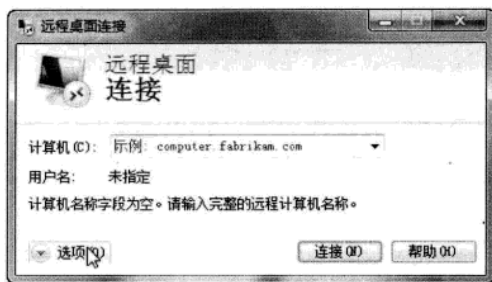 远程桌面连接
远程桌面
连接
计算机(C): 示例: computer.fabrikam.com
用户名: 未指定
计算机名称字段为空。请输入完整的远程计算机名称。
选项(O) 连接(N) 帮助(H)